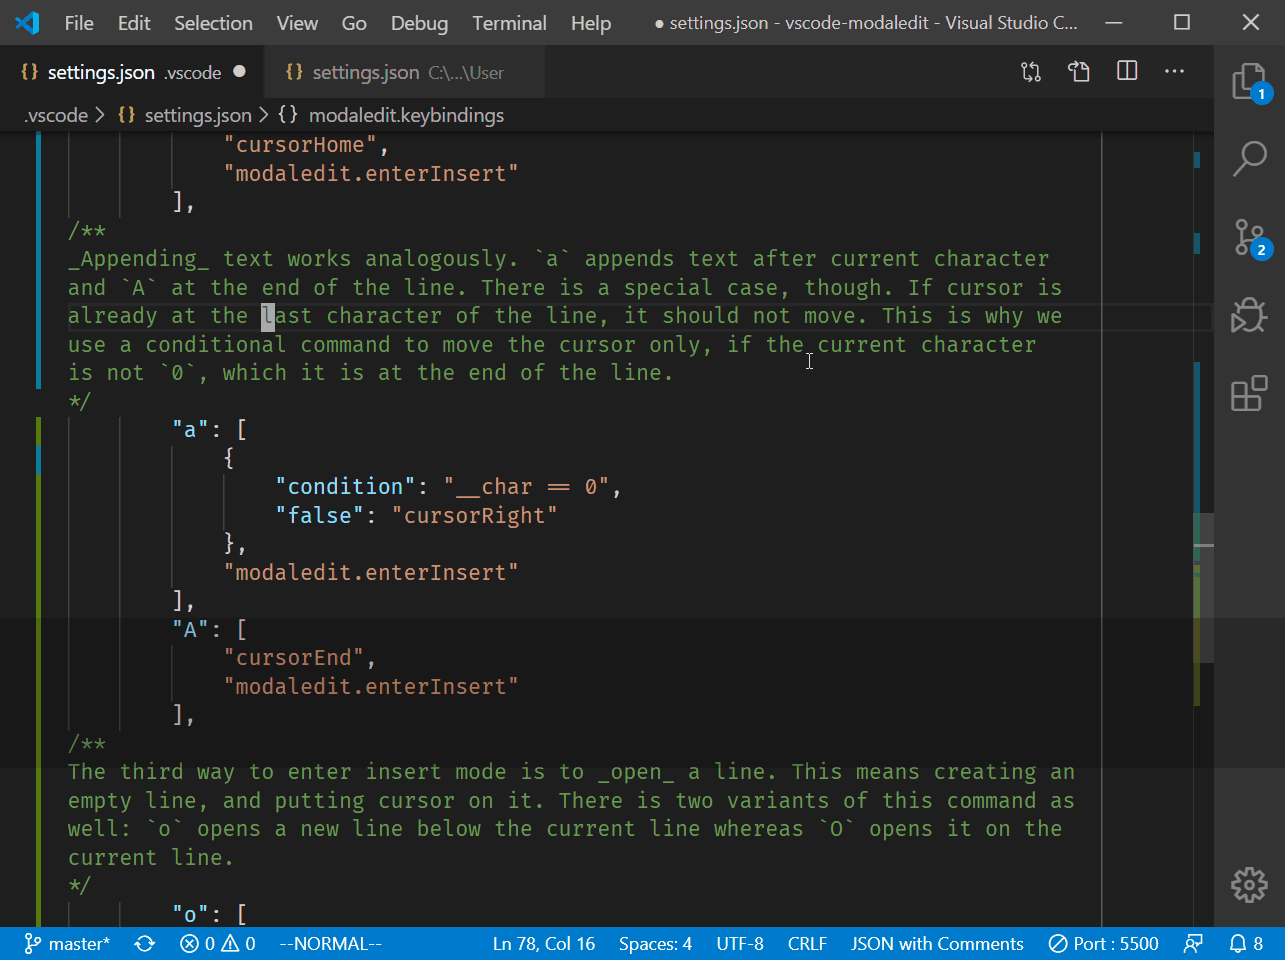 File Edit Selection View Go Debug Terminal Help ● settings.json - vscode-modaledit - Visual Studio C...
{} settings.json .vscode ● {} settings.json C:\...\User
.vscode > {} settings.json > {} modaledit.keybindings
1
2
"cursorHome",
"modaledit.enterInsert"
],
/**
_Appending_ text works analogously. `a` appends text after current character
and `A` at the end of the line. There is a special case, though. If cursor is
already at the last character of the line, it should not move. This is why we
use a conditional command to move the cursor only, if the current character
is not `0`, which it is at the end of the line.
*/
"a": [
{
"condition": "__char == 0",
"false": "cursorRight"
},
"modaledit.enterInsert"
],
"A": [
"cursorEnd",
"modaledit.enterInsert"
],
/**
The third way to enter insert mode is to _open_ a line. This means creating an
empty line, and putting cursor on it. There is two variants of this command as
well: `o` opens a new line below the current line whereas `O` opens it on the
current line.
*/
"o": [
master* 0 0 --NORMAL-- Ln 78, Col 16 Spaces: 4 UTF-8 CRLF JSON with Comments Port : 5500 8